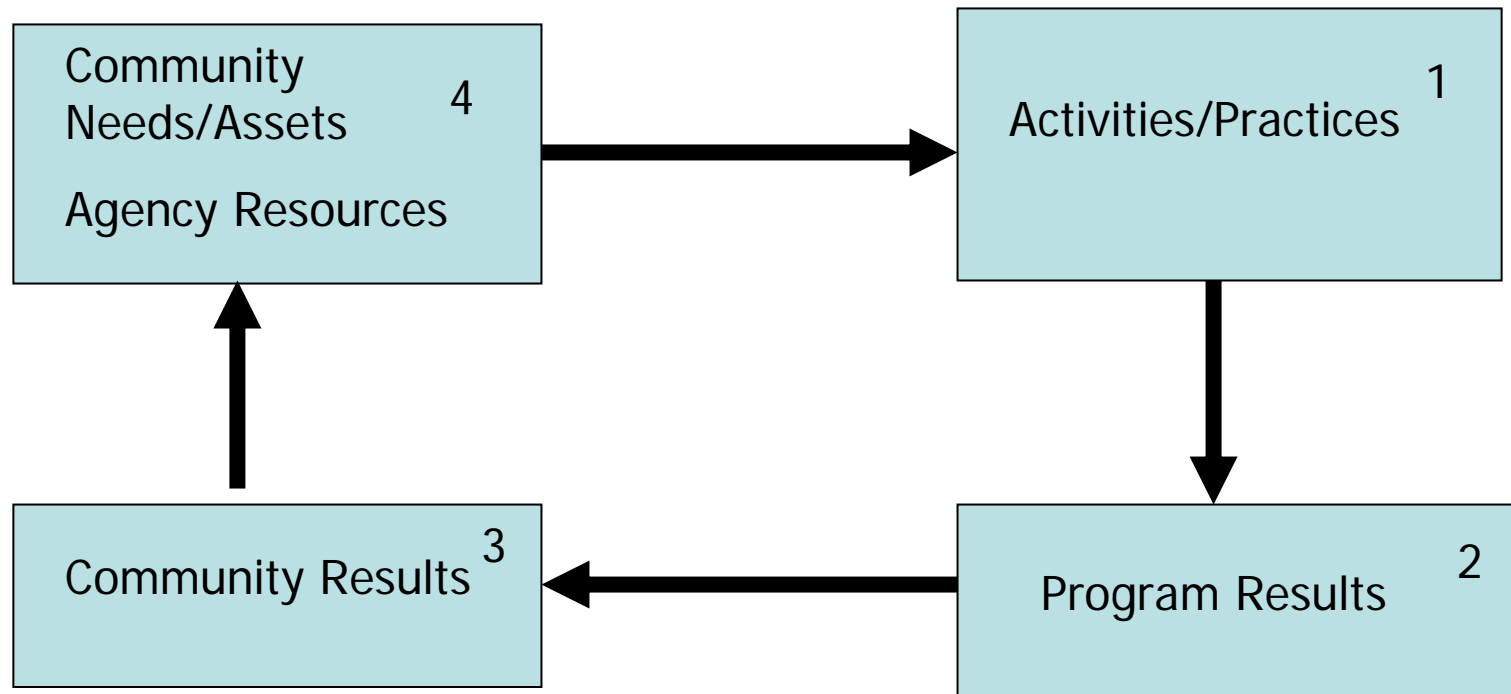 Community
Needs/Assets
4
Agency Resources
Activities/Practices
1
Community Results
3
Program Results
2